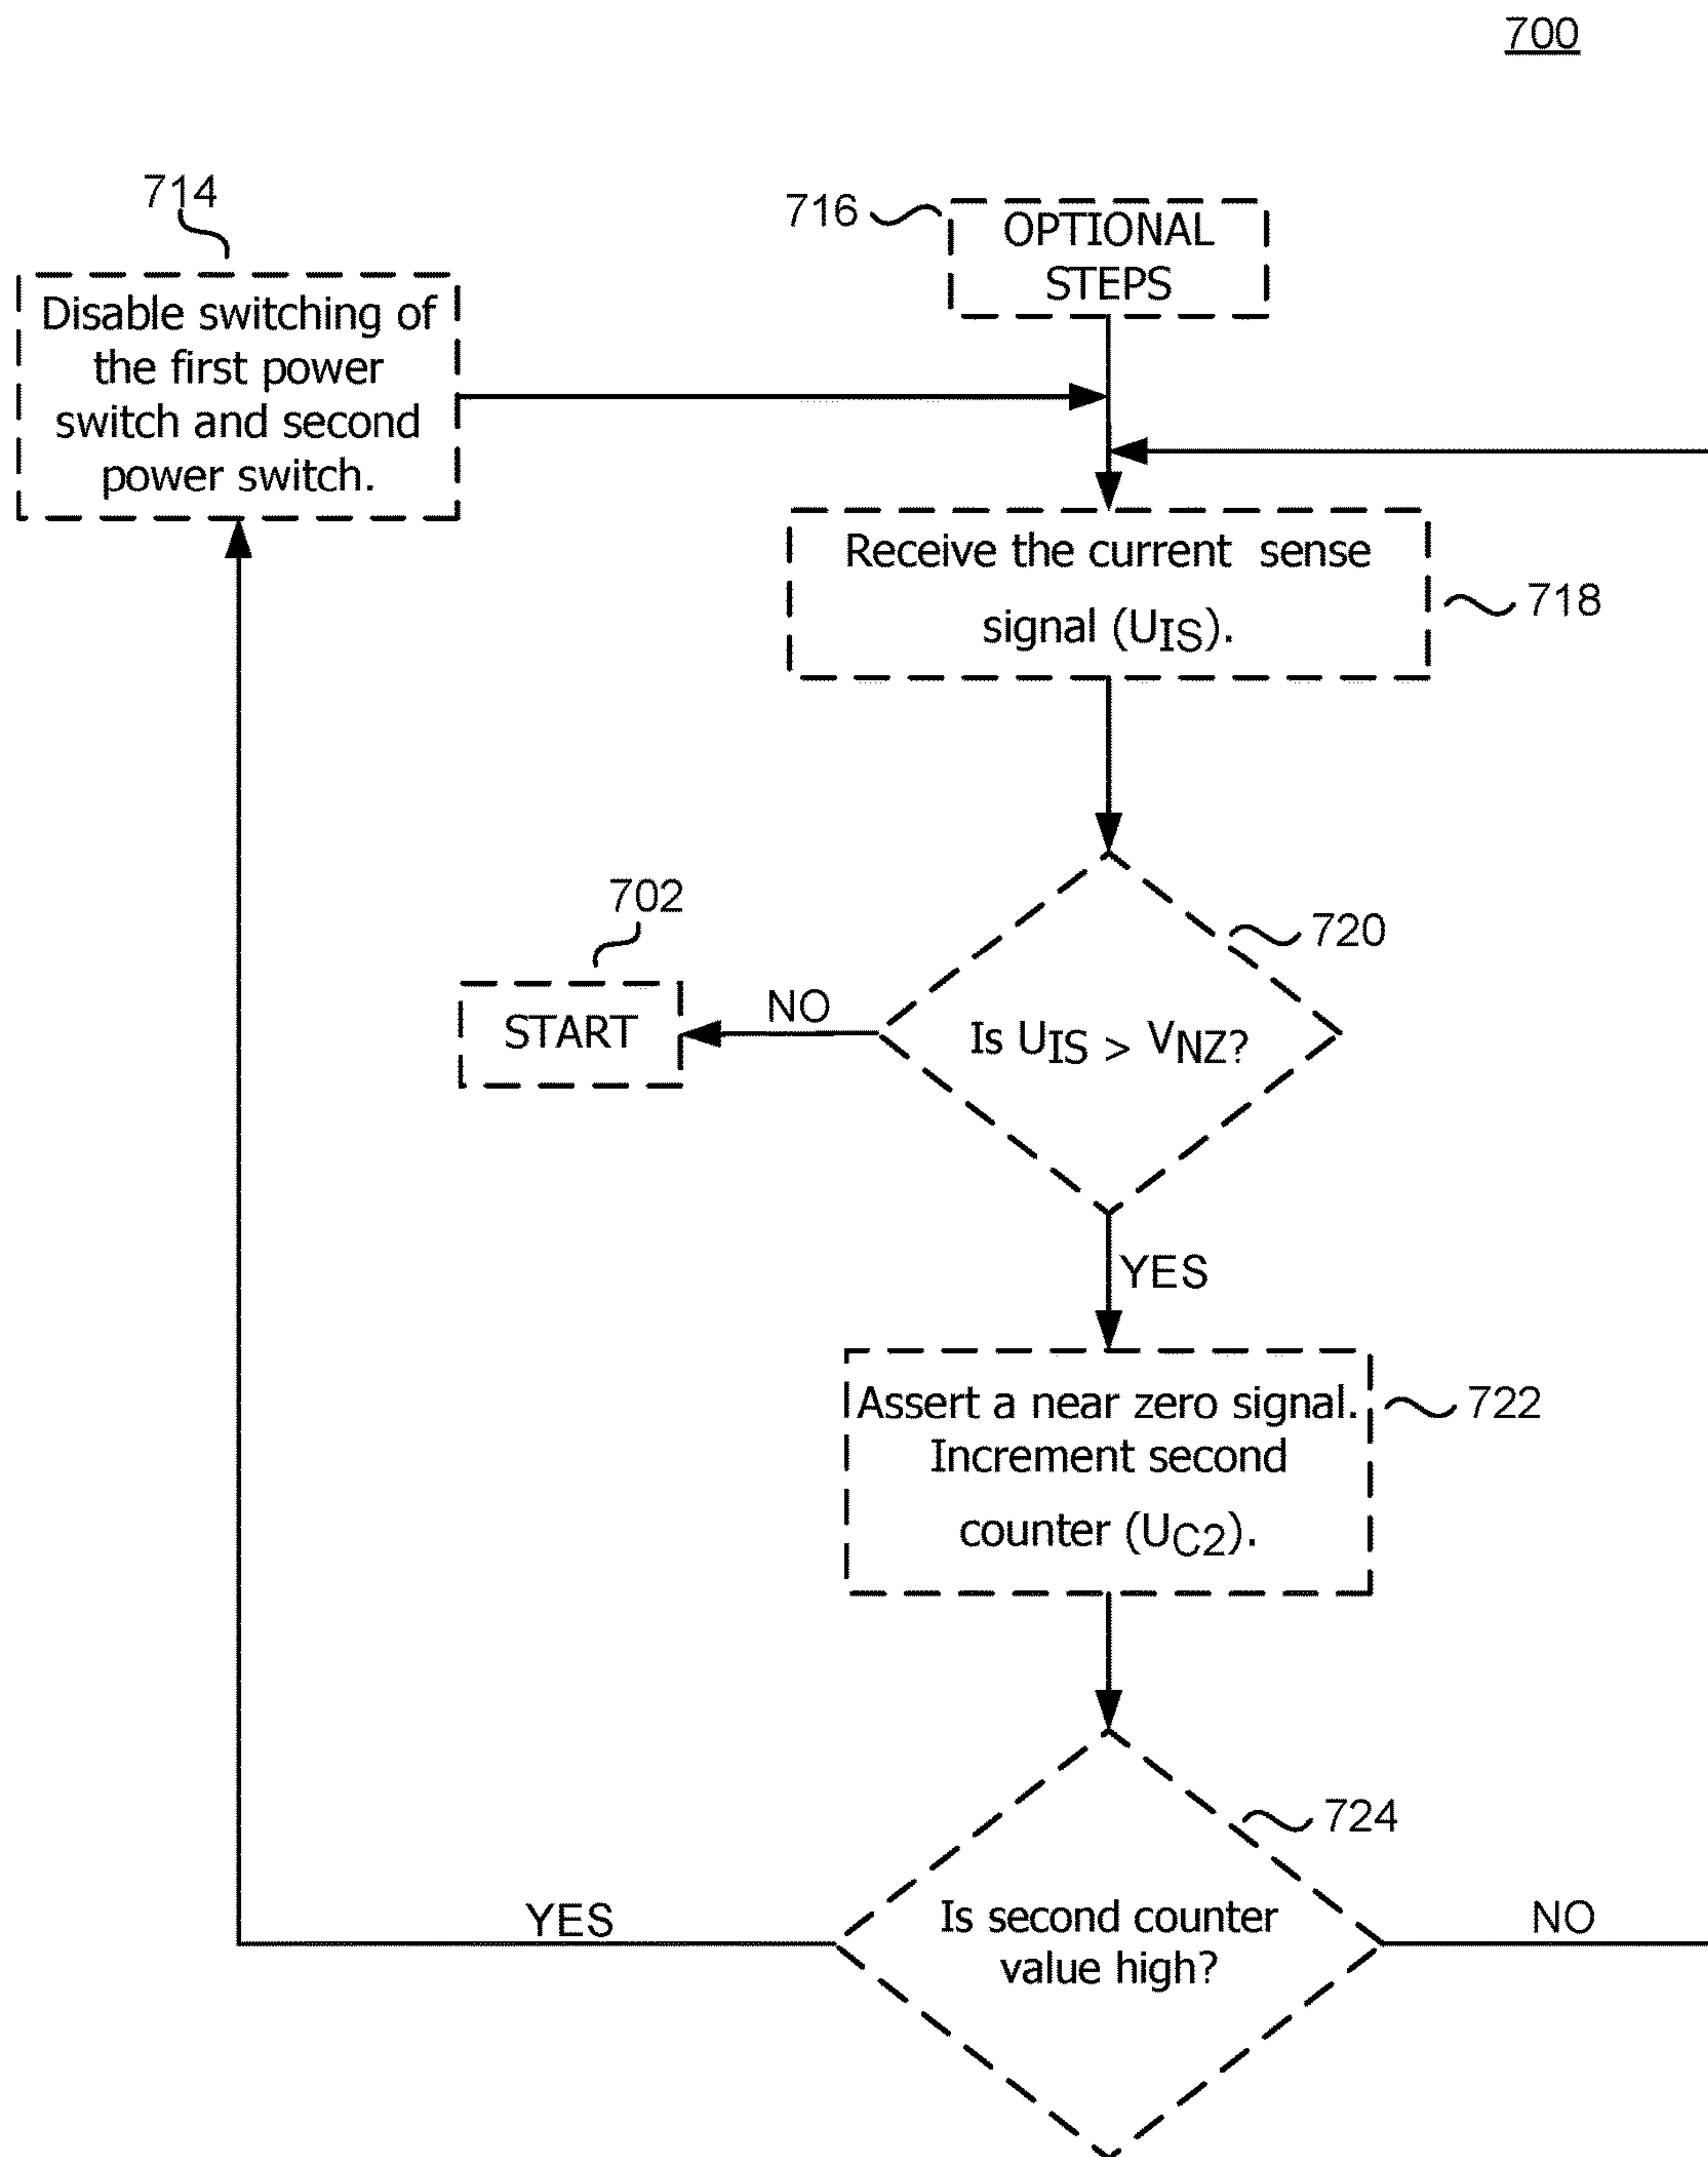 700
714
716
OPTIONAL
STEPS
Disable switching of
the first power
switch and second
power switch.
Receive the current sense
signal (UIS).
718
702
720
START
NO
Is UIS > VNZ?
YES
Assert a near zero signal.
Increment second
counter (UC2).
722
724
YES
Is second counter
value high?
NO